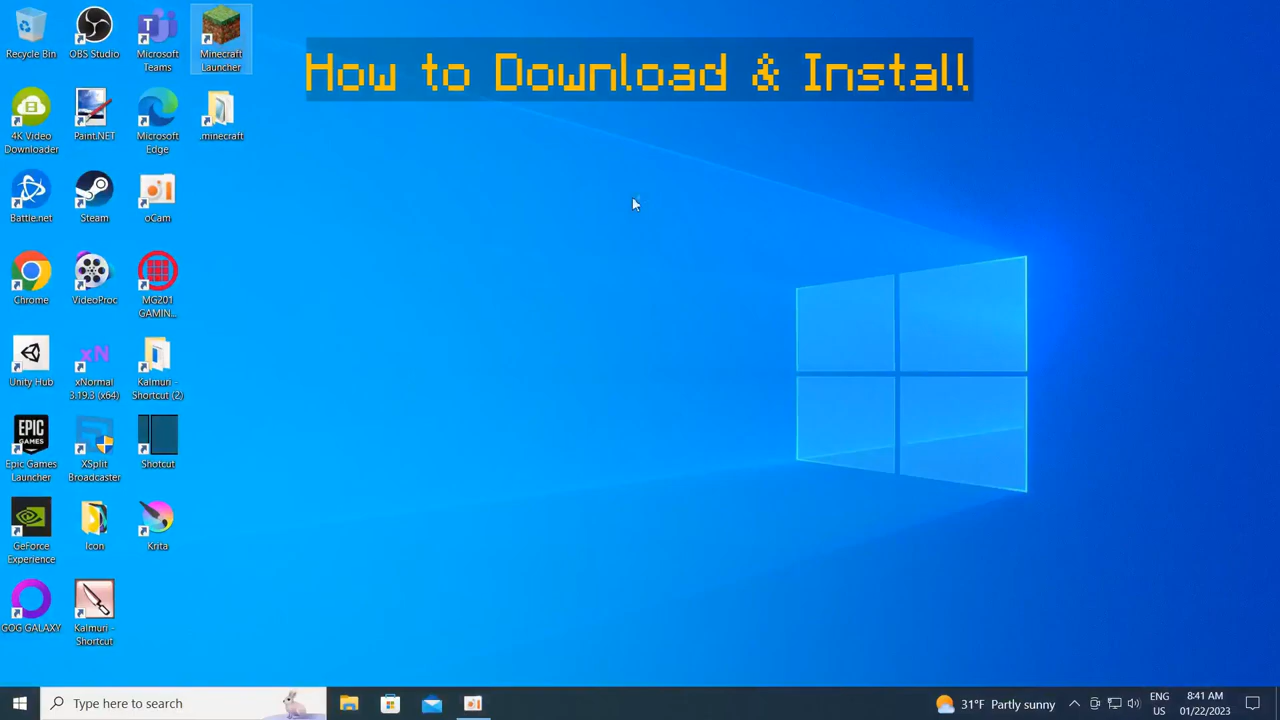 How to Download & Install
Recycle Bin
OBS Studio
Microsoft
Teams
Minecraft
Launcher
4K Video
Downloader
Paint.NET
Microsoft
Edge
.minecraft
Battle.net
Steam
oCam
Chrome
VideoProc
MG201
GAMIN...
Unity Hub
xN
xNormal
3.19.3 (x64)
Kalmuri -
Shortcut (2)
EPIC
GAMES
Epic Games
Launcher
XSplit
Broadcaster
Shotcut
GeForce
Experience
Icon
Krita
GOG GALAXY
Kalmuri -
Shortcut
Type here to search
31°F Partly sunny
ENG
US
8:41 AM
01/22/2023